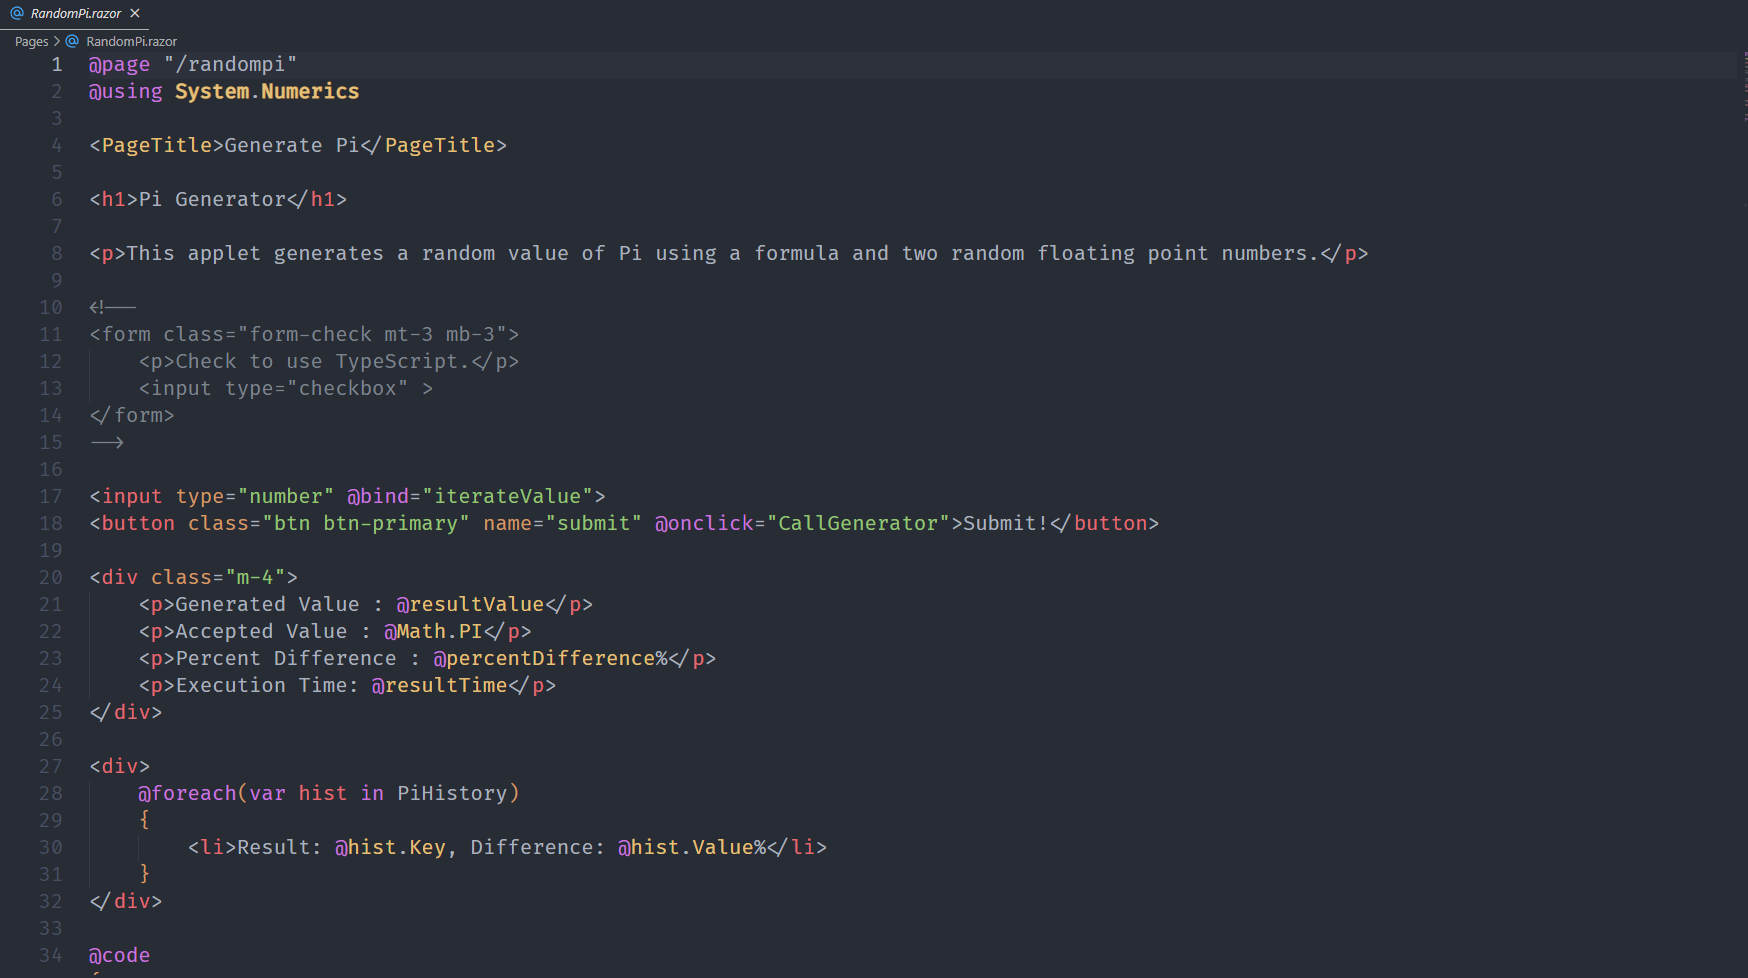 RandomPi.razor
Pages > RandomPi.razor
1 @page "/randompi"
2 @using System.Numerics
3
4 <PageTitle>Generate Pi</PageTitle>
5
6 <h1>Pi Generator</h1>
7
8 <p>This applet generates a random value of Pi using a formula and two random floating point numbers.</p>
9
10 <!--
11 <form class="form-check mt-3 mb-3">
12     <p>Check to use TypeScript.</p>
13     <input type="checkbox" >
14 </form>
15 -->
16
17 <input type="number" @bind="iterateValue">
18 <button class="btn btn-primary" name="submit" @onclick="CallGenerator">Submit!</button>
19
20 <div class="m-4">
21     <p>Generated Value : @resultValue</p>
22     <p>Accepted Value : @Math.PI</p>
23     <p>Percent Difference : @percentDifference%</p>
24     <p>Execution Time: @resultTime</p>
25 </div>
26
27 <div>
28     @foreach(var hist in PiHistory)
29     {
30         <li>Result: @hist.Key, Difference: @hist.Value%</li>
31     }
32 </div>
33
34 @code